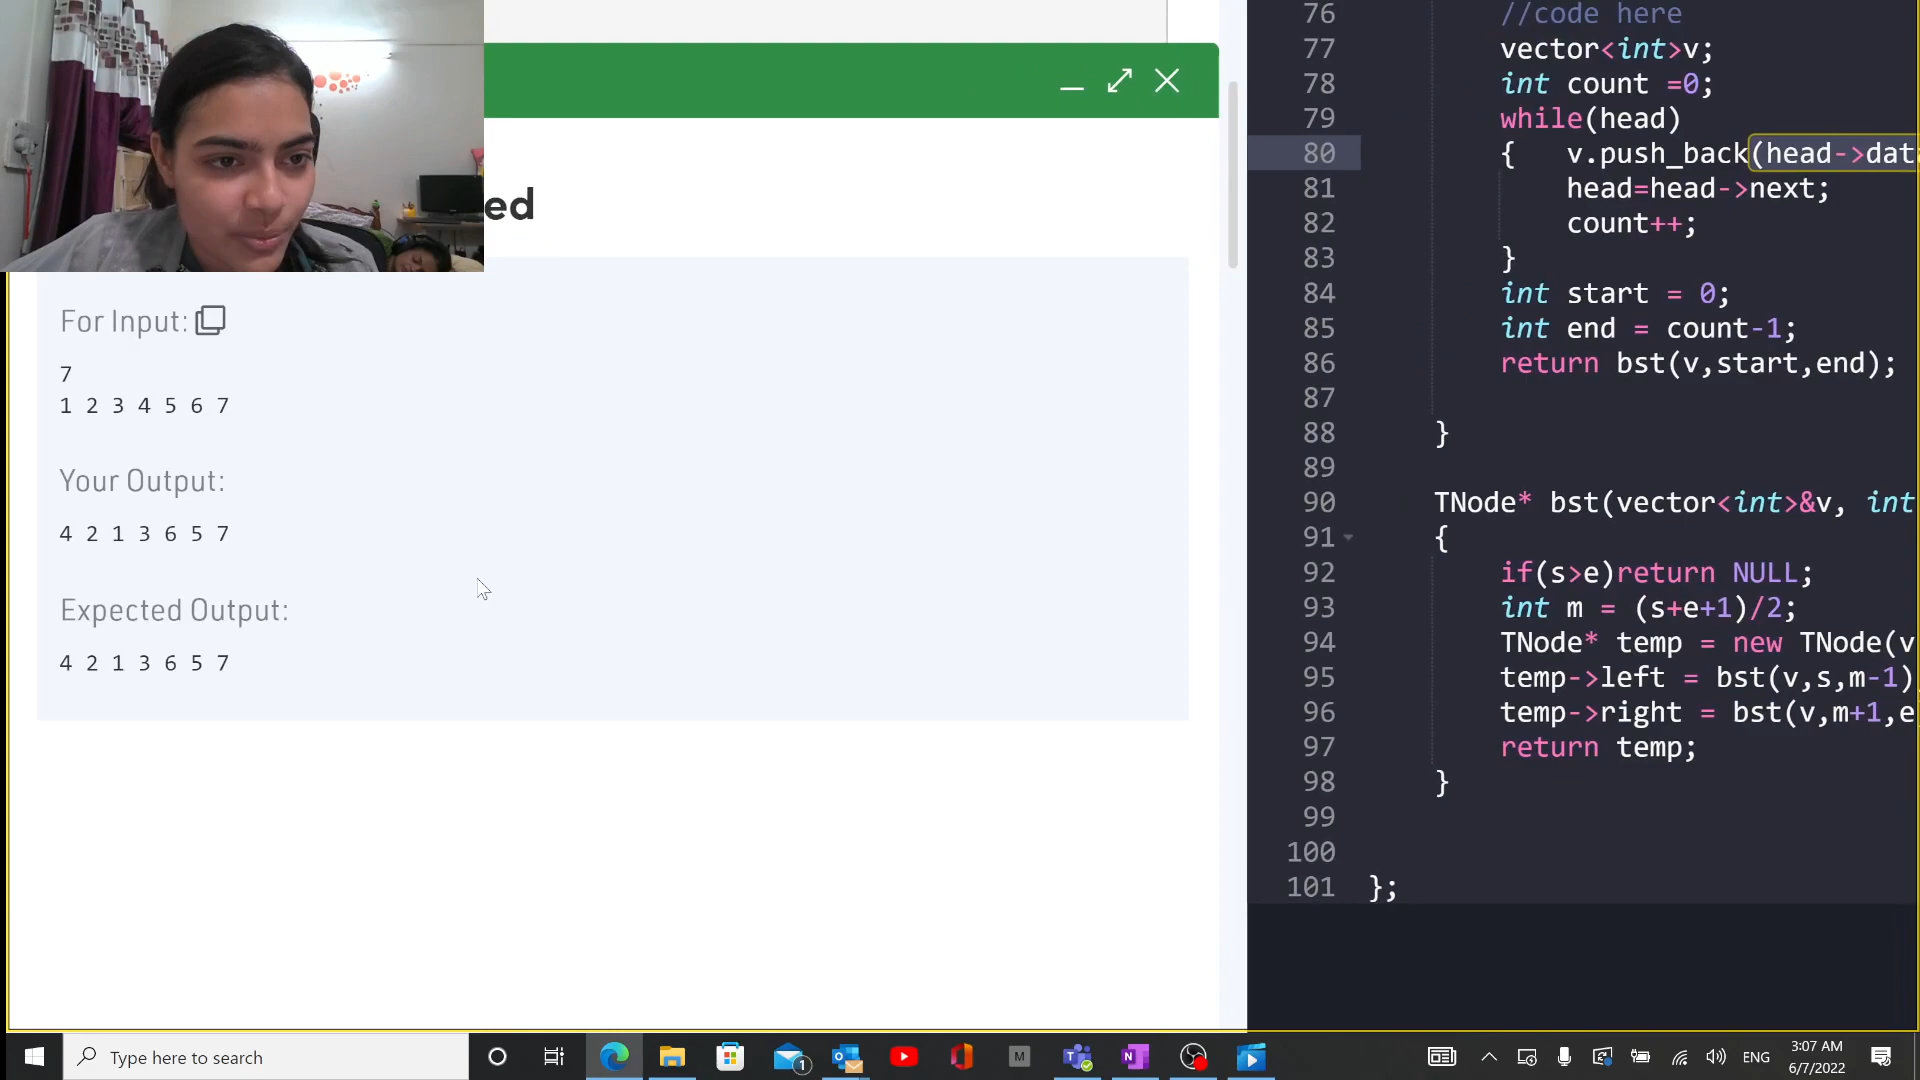 ed
For Input:
7
1 2 3 4 5 6 7
Your Output:
4 2 1 3 6 5 7
Expected Output:
4 2 1 3 6 5 7
76 //code here
77 vector<int>v;
78 int count =0;
79 while(head)
80 { v.push_back(head->dat
81 head=head->next;
82 count++;
83 }
84 int start = 0;
85 int end = count-1;
86 return bst(v,start,end);
87
88 }
89
90 TNode* bst(vector<int>&v, int
91 {
92 if(s>e)return NULL;
93 int m = (s+e+1)/2;
94 TNode* temp = new TNode(v
95 temp->left = bst(v,s,m-1)
96 temp->right = bst(v,m+1,e
97 return temp;
98 }
99
100
101 };
Type here to search
1
M
N
ENG
3:07 AM
6/7/2022